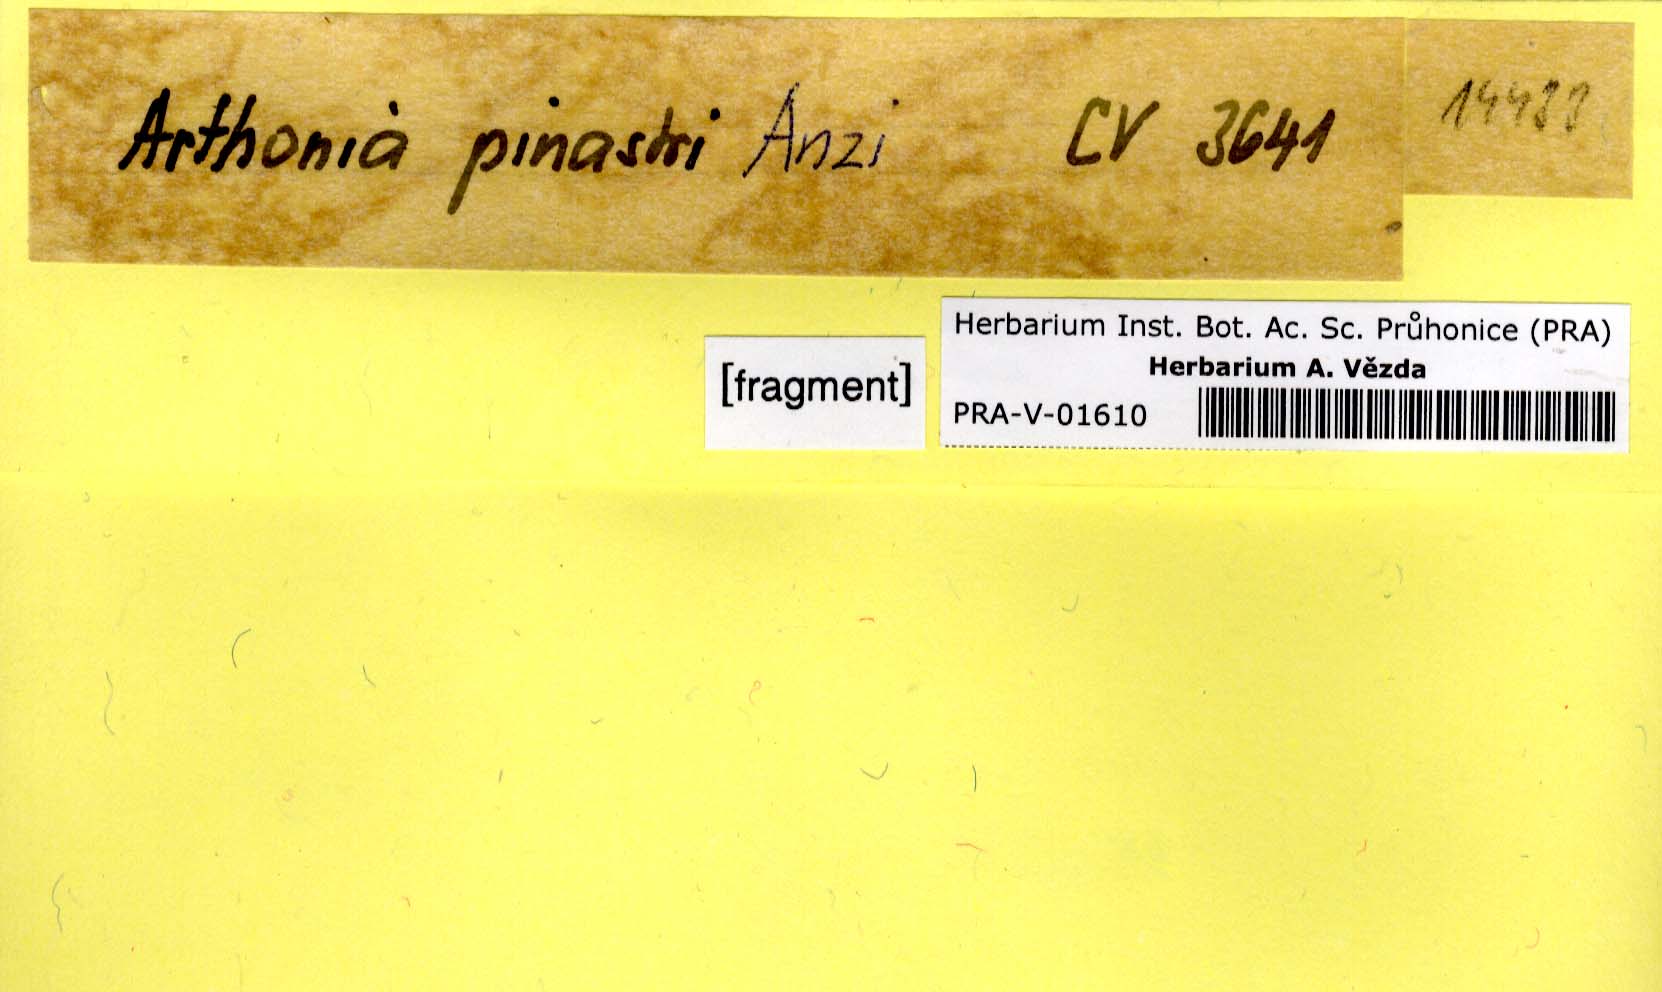 Arthonia pinastri Anzi CV 3641
[fragment]
Herbarium Inst. Bot. Ac. Sc. Průhonice (PRA)
Herbarium A. Vězda
PRA-V-01610